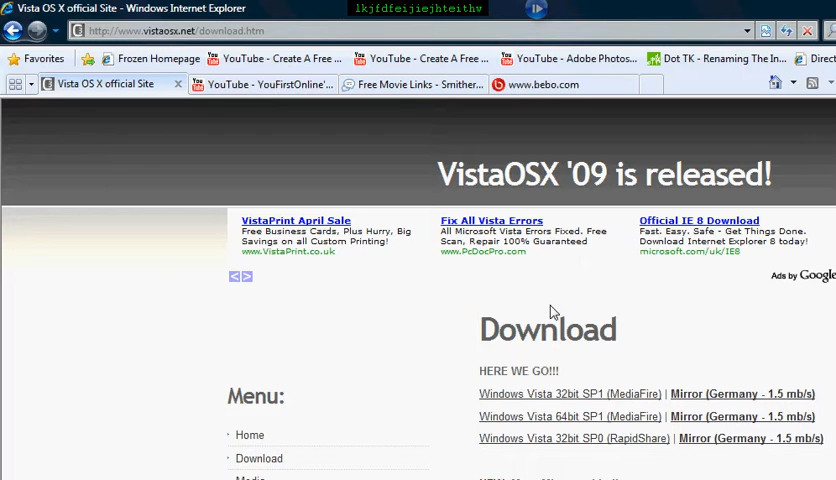 Vista OS X official Site - Windows Internet Explorer
lkjfdfeijiejhteithv
http://www.vistaosx.net/download.htm
Favorites Frozen Homepage YouTube - Create A Free ... YouTube - Create A Free ... YouTube - Adobe Photos... Dot TK - Renaming The In... Direct
Vista OS X official Site YouTube - YouFirstOnline'... Free Movie Links - Smither... www.bebo.com
VistaOSX '09 is released!
VistaPrint April Sale
Free Business Cards, Plus Hurry, Big
Savings on all Custom Printing!
www.VistaPrint.co.uk
Fix All Vista Errors
All Microsoft Vista Errors Fixed. Free
Scan, Repair 100% Guaranteed
www.PcDocPro.com
Official IE 8 Download
Fast. Easy. Safe - Get Things Done.
Download Internet Explorer 8 today!
microsoft.com/uk/IE8
< >
Ads by Google
Download
HERE WE GO!!!
Windows Vista 32bit SP1 (MediaFire) | Mirror (Germany - 1.5 mb/s)
Windows Vista 64bit SP1 (MediaFire) | Mirror (Germany - 1.5 mb/s)
Windows Vista 32bit SP0 (RapidShare) | Mirror (Germany - 1.5 mb/s)
Menu:
Home
Download